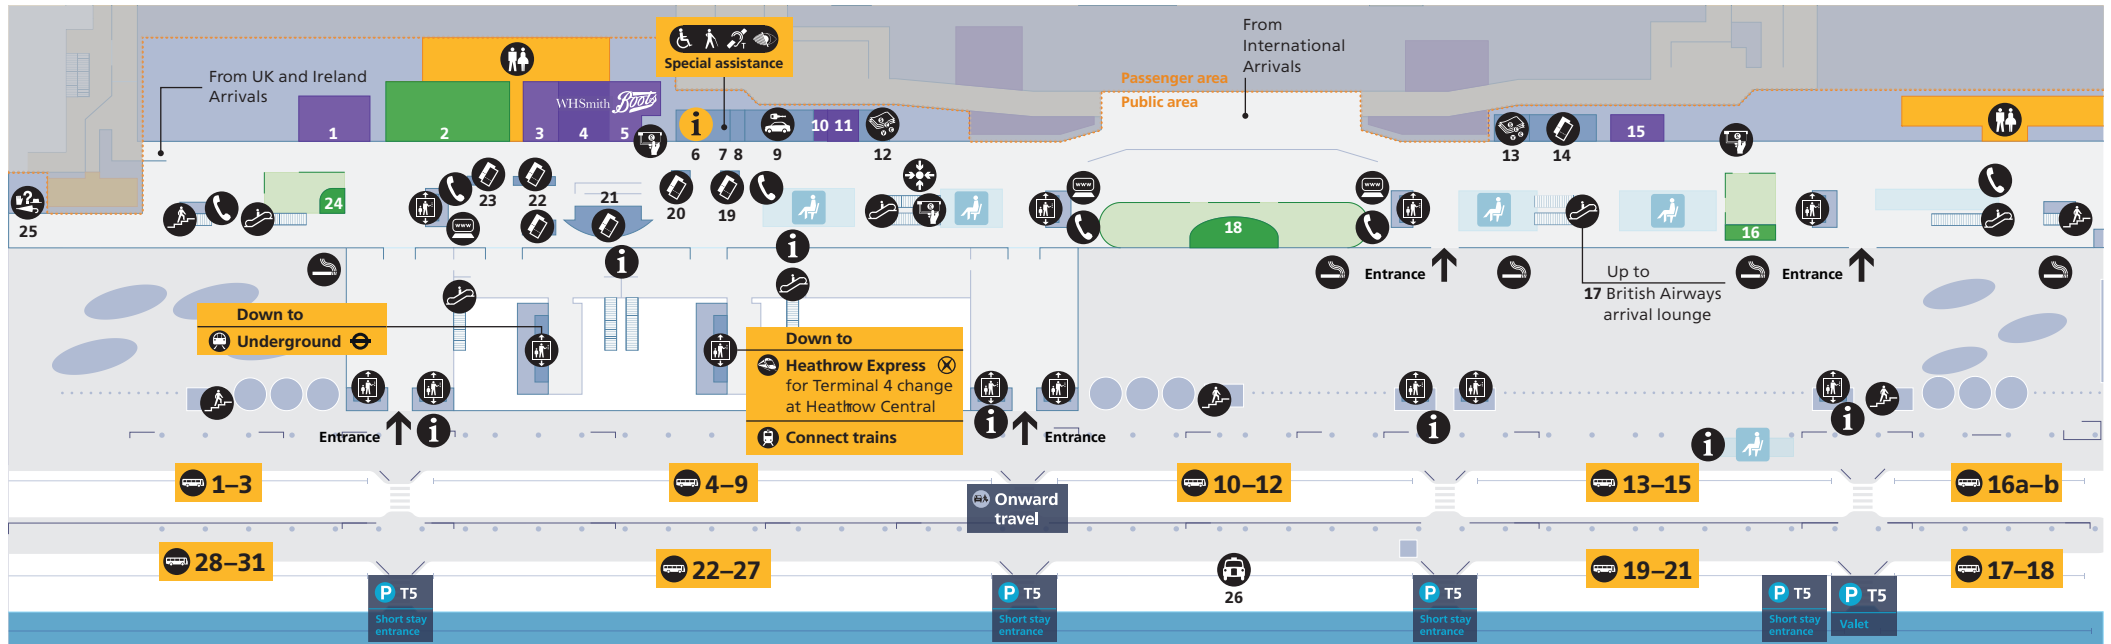 From UK and Ireland
Arrivals
Special assistance
From
International
Arrivals
Passenger area
Public area
WHSmith
Boots
1
2
3
4
5
6
7
8
9
10
11
12
13
14
15
16
Up to
17 British Airways
arrival lounge
18
19
20
21
22
23
24
25
www
www
www
Entrance
Entrance
Down to
Underground
Down to
Heathrow Express
for Terminal 4 change
at Heathrow Central
Connect trains
Entrance
Entrance
1–3
4–9
10–12
13–15
16a–b
Onward
travel
28–31
22–27
26
19–21
17–18
P T5
Short stay
entrance
P T5
Short stay
entrance
P T5
Short stay
entrance
P T5
Short stay
entrance
P T5
Valet